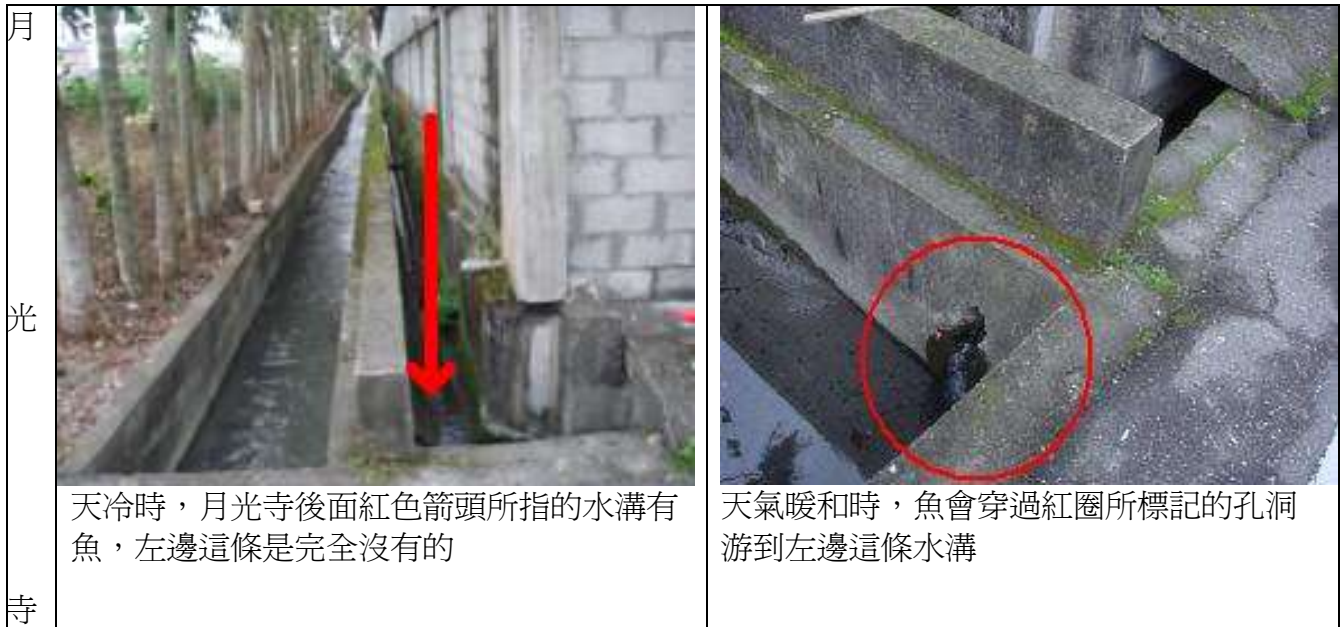 月
光
寺
天冷時，月光寺後面紅色箭頭所指的水溝有
魚，左邊這條是完全沒有的
天氣暖和時，魚會穿過紅圈所標記的孔洞
游到左邊這條水溝